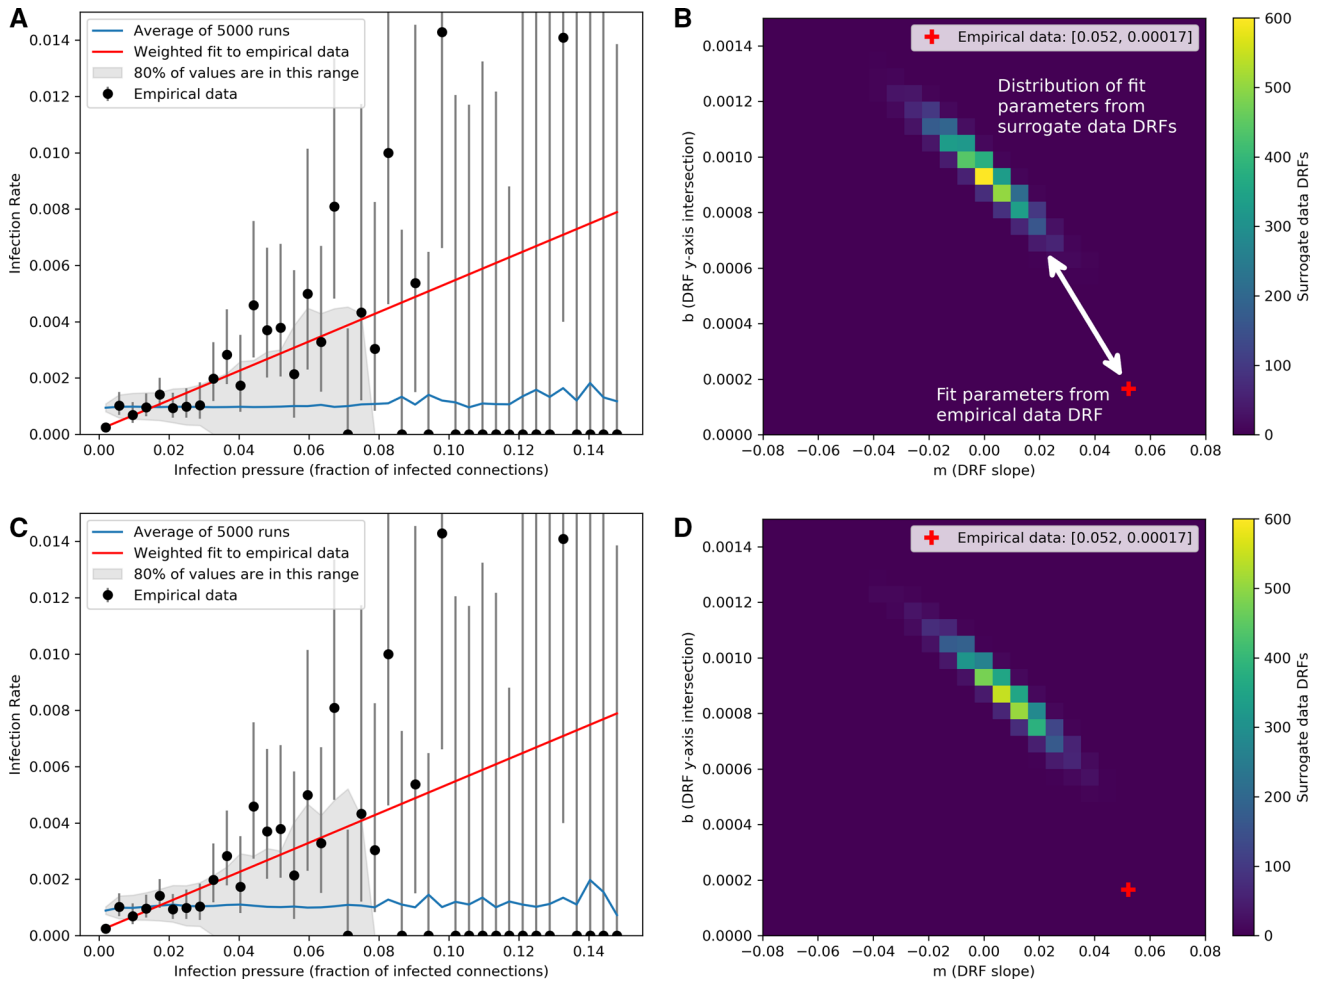 A
Average of 5000 runs
Weighted fit to empirical data
80% of values are in this range
Empirical data
Infection Rate
0.014
0.012
0.010
0.008
0.006
0.004
0.002
0.000
0.00 0.02 0.04 0.06 0.08 0.10 0.12 0.14
Infection pressure (fraction of infected connections)
B
Empirical data: [0.052, 0.00017]
Distribution of fit
parameters from
surrogate data DRFs
Fit parameters from
empirical data DRF
b (DRF y-axis intersection)
0.0014
0.0012
0.0010
0.0008
0.0006
0.0004
0.0002
0.0000
−0.08 −0.052 −0.04 −0.02 0.00 0.02 0.04 0.06 0.08
m (DRF slope)
600
500
400
300
200
100
0
Surrogate data DRFs
C
Average of 5000 runs
Weighted fit to empirical data
80% of values are in this range
Empirical data
Infection Rate
0.014
0.012
0.010
0.008
0.006
0.004
0.002
0.000
0.00 0.02 0.04 0.06 0.08 0.10 0.12 0.14
Infection pressure (fraction of infected connections)
D
Empirical data: [0.052, 0.00017]
b (DRF y-axis intersection)
0.0014
0.0012
0.0010
0.0008
0.0006
0.0004
0.0002
0.0000
−0.08 −0.052 −0.04 −0.02 0.00 0.02 0.04 0.06 0.08
m (DRF slope)
600
500
400
300
200
100
0
Surrogate data DRFs